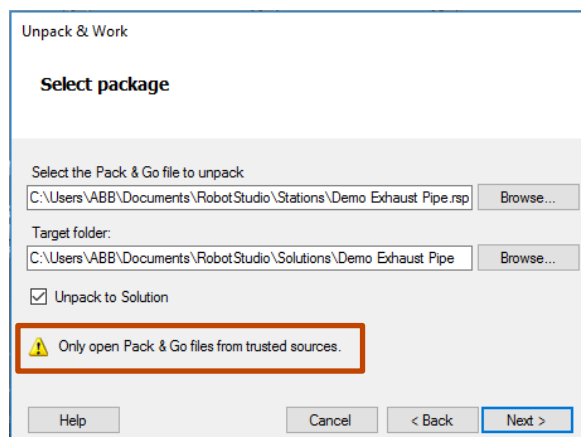 Unpack & Work
Select package
Select the Pack & Go file to unpack
C:\Users\ABB\Documents\RobotStudio\Stations\Demo Exhaust Pipe.rsp
Browse...
Target folder:
C:\Users\ABB\Documents\RobotStudio\Solutions\Demo Exhaust Pipe
Browse...
Unpack to Solution
Only open Pack & Go files from trusted sources.
Help
Cancel
< Back
Next >